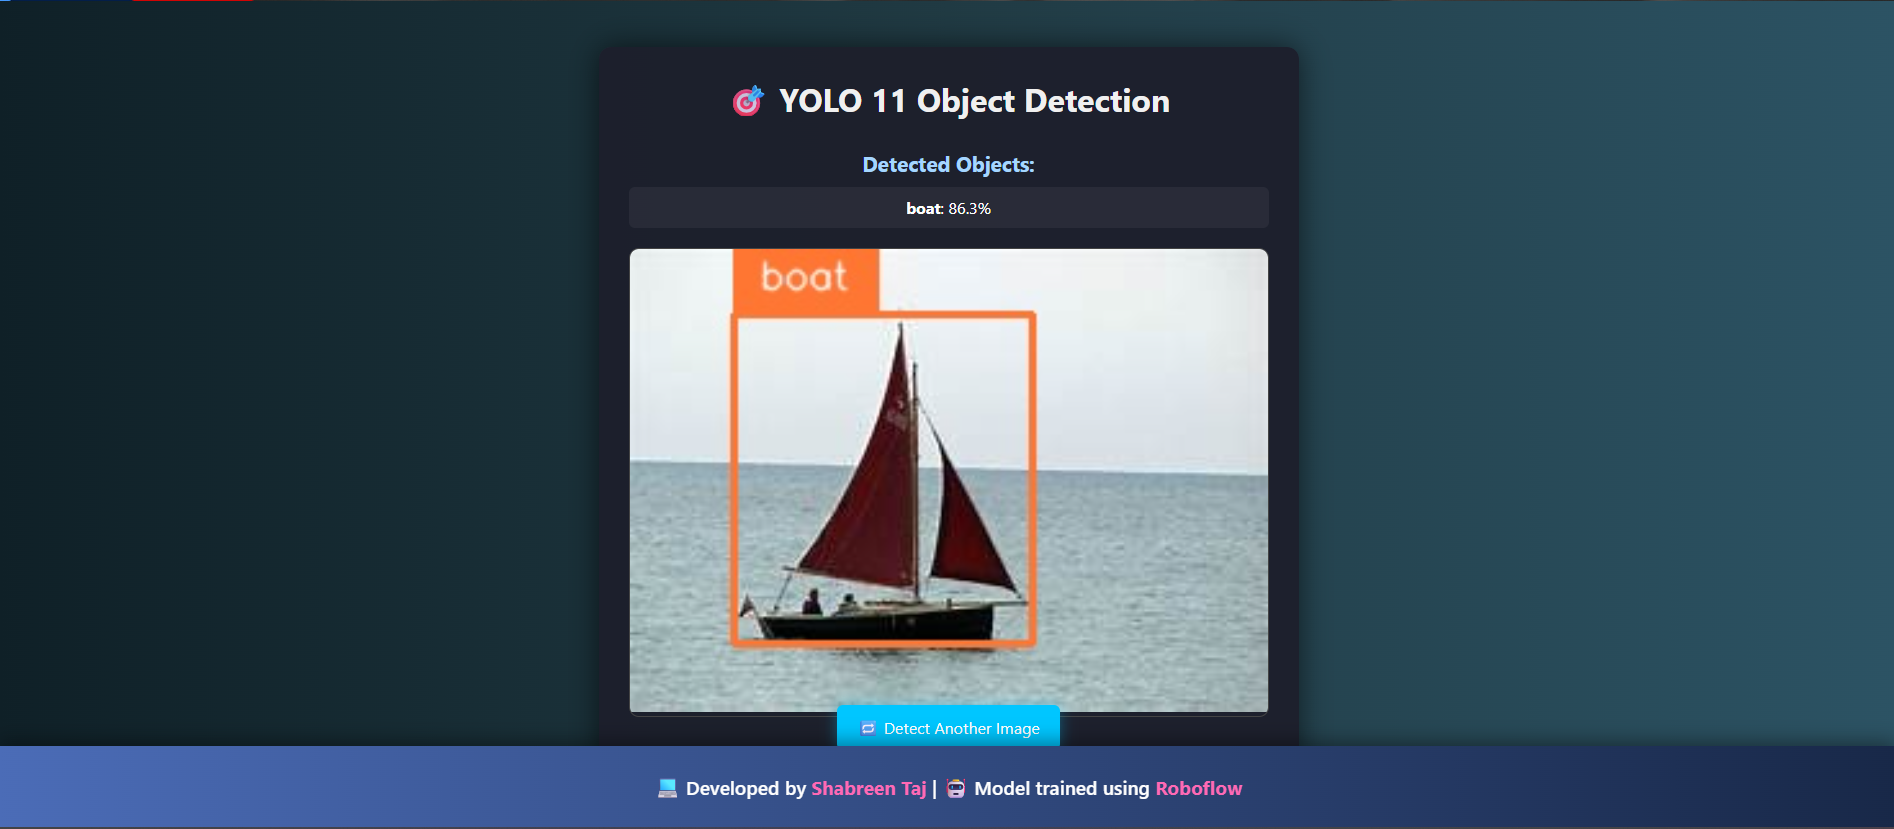 🎯 YOLO 11 Object Detection
Detected Objects:
boat: 86.3%
boat
🔁 Detect Another Image
💻 Developed by Shabreen Taj | 🤖 Model trained using Roboflow